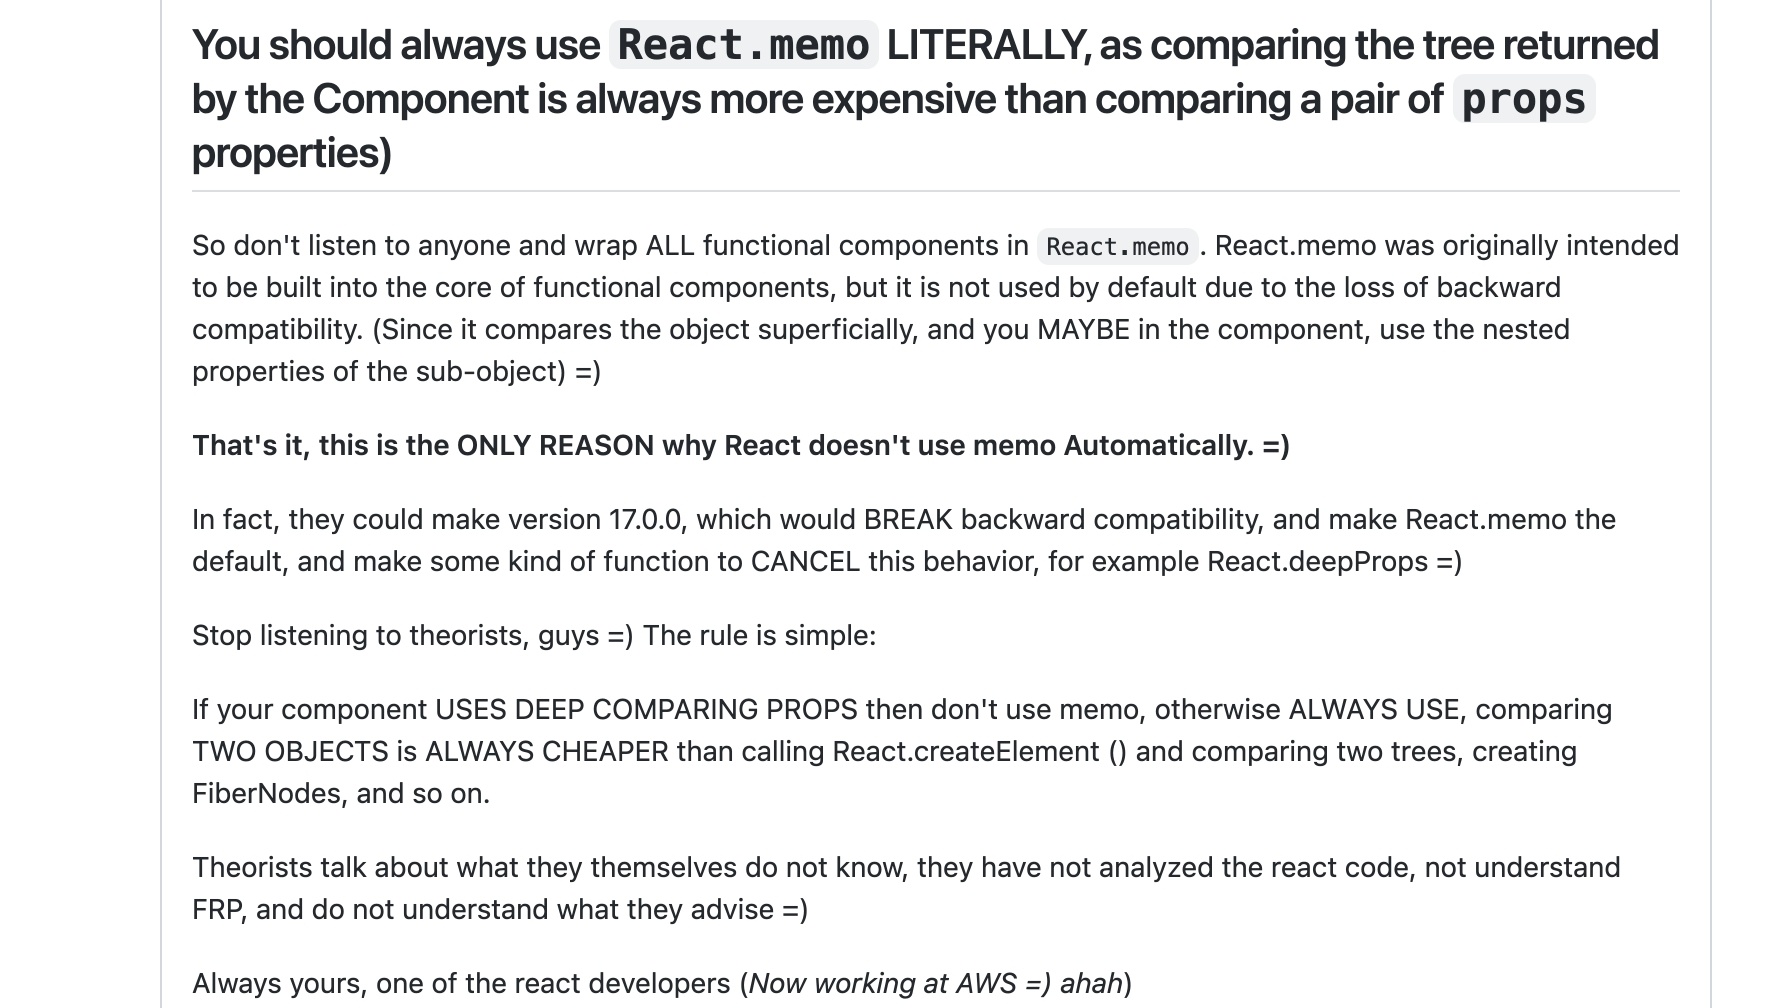 You should always use React.memo LITERALLY, as comparing the tree returned
by the Component is always more expensive than comparing a pair of props
properties)
So don't listen to anyone and wrap ALL functional components in React.memo. React.memo was originally intended
to be built into the core of functional components, but it is not used by default due to the loss of backward
compatibility. (Since it compares the object superficially, and you MAYBE in the component, use the nested
properties of the sub-object) =)
That's it, this is the ONLY REASON why React doesn't use memo Automatically. =)
In fact, they could make version 17.0.0, which would BREAK backward compatibility, and make React.memo the
default, and make some kind of function to CANCEL this behavior, for example React.deepProps =)
Stop listening to theorists, guys =) The rule is simple:
If your component USES DEEP COMPARING PROPS then don't use memo, otherwise ALWAYS USE, comparing
TWO OBJECTS is ALWAYS CHEAPER than calling React.createElement () and comparing two trees, creating
FiberNodes, and so on.
Theorists talk about what they themselves do not know, they have not analyzed the react code, not understand
FRP, and do not understand what they advise =)
Always yours, one of the react developers (Now working at AWS =) ahah)